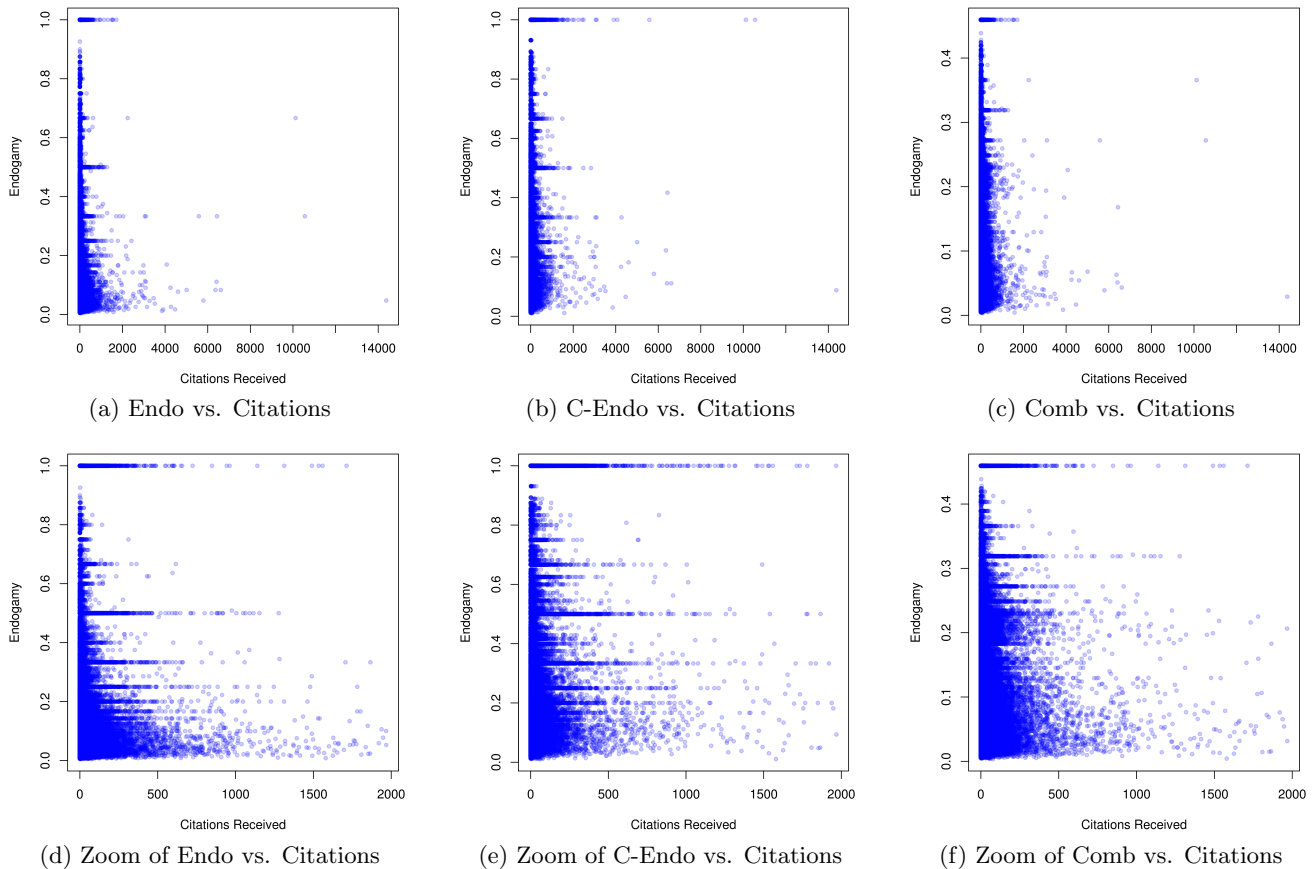 1.0
0.8
0.6
0.4
0.2
0.0
Endogamy
0 2000 4000 6000 8000 10000 14000
Citations Received
(a) Endo vs. Citations
1.0
0.8
0.6
0.4
0.2
0.0
Endogamy
0 2000 4000 6000 8000 10000 14000
Citations Received
(b) C-Endo vs. Citations
0.4
0.3
0.2
0.1
0.0
Endogamy
0 2000 4000 6000 8000 10000 14000
Citations Received
(c) Comb vs. Citations
1.0
0.8
0.6
0.4
0.2
0.0
Endogamy
0 500 1000 1500 2000
Citations Received
(d) Zoom of Endo vs. Citations
1.0
0.8
0.6
0.4
0.2
0.0
Endogamy
0 500 1000 1500 2000
Citations Received
(e) Zoom of C-Endo vs. Citations
0.4
0.3
0.2
0.1
0.0
Endogamy
0 500 1000 1500 2000
Citations Received
(f) Zoom of Comb vs. Citations